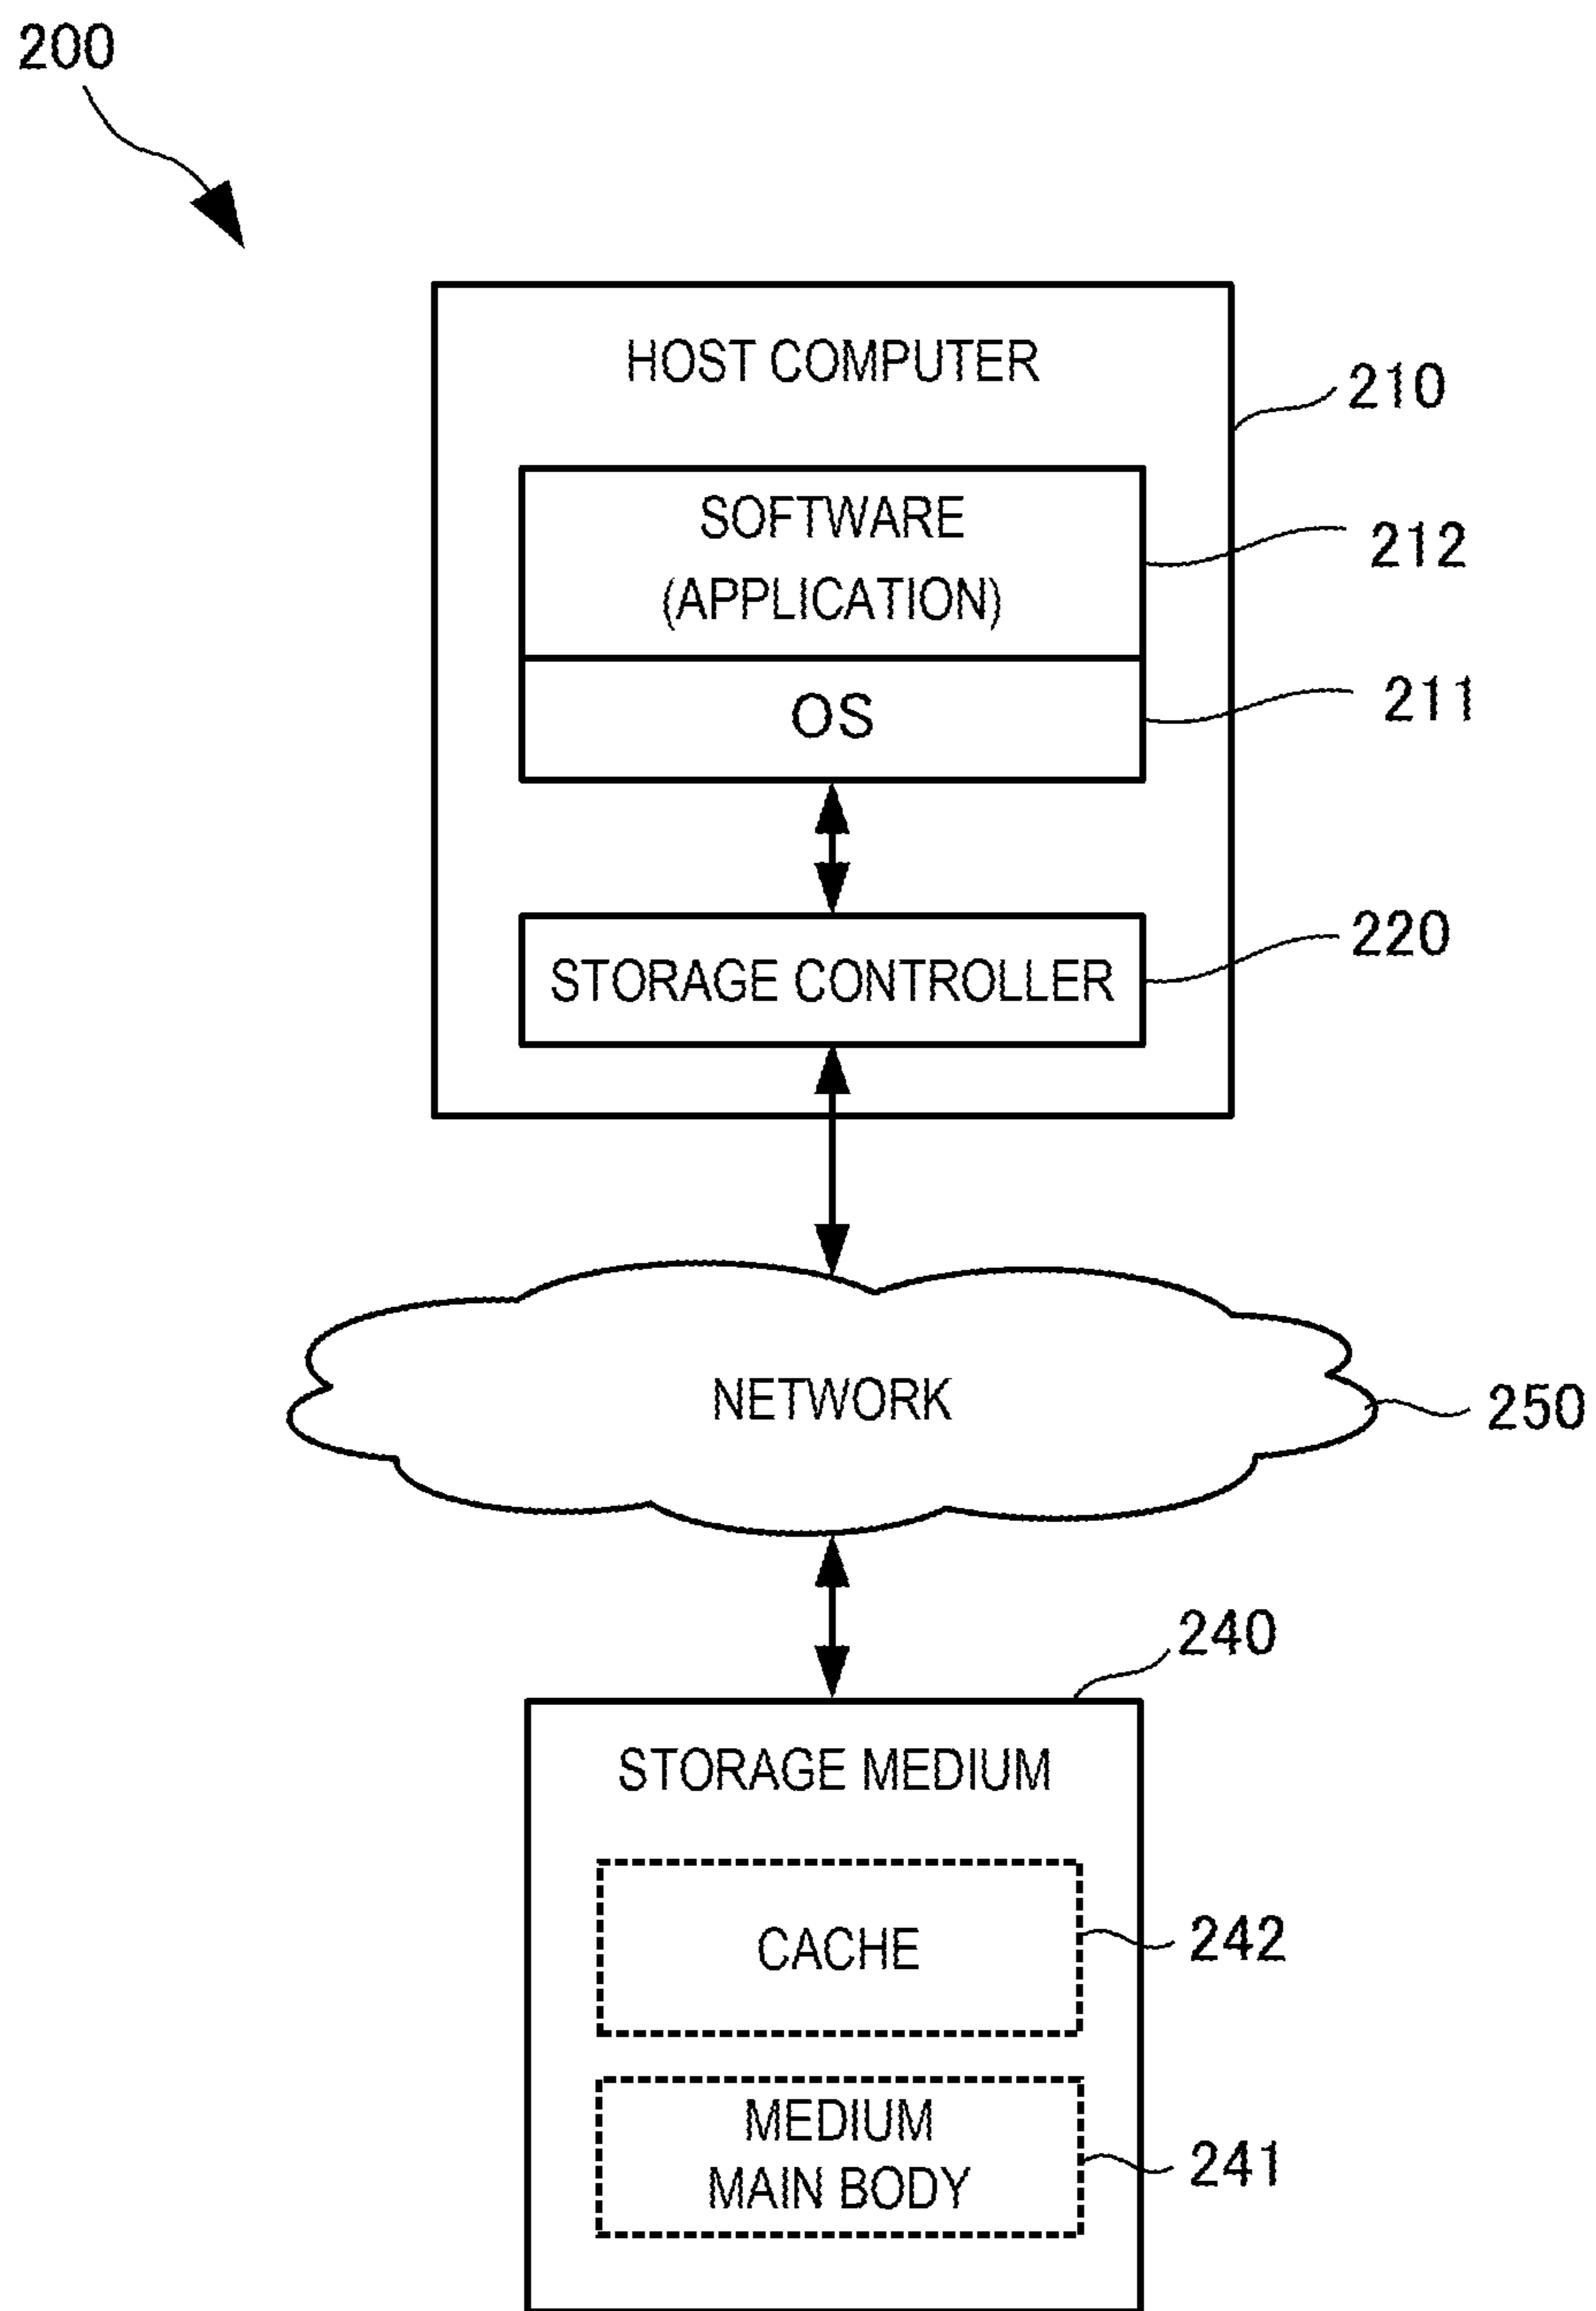 200
HOST COMPUTER
210
SOFTWARE
(APPLICATION)
212
OS
211
STORAGE CONTROLLER
220
NETWORK
250
240
STORAGE MEDIUM
CACHE
242
MEDIUM
MAIN BODY
241